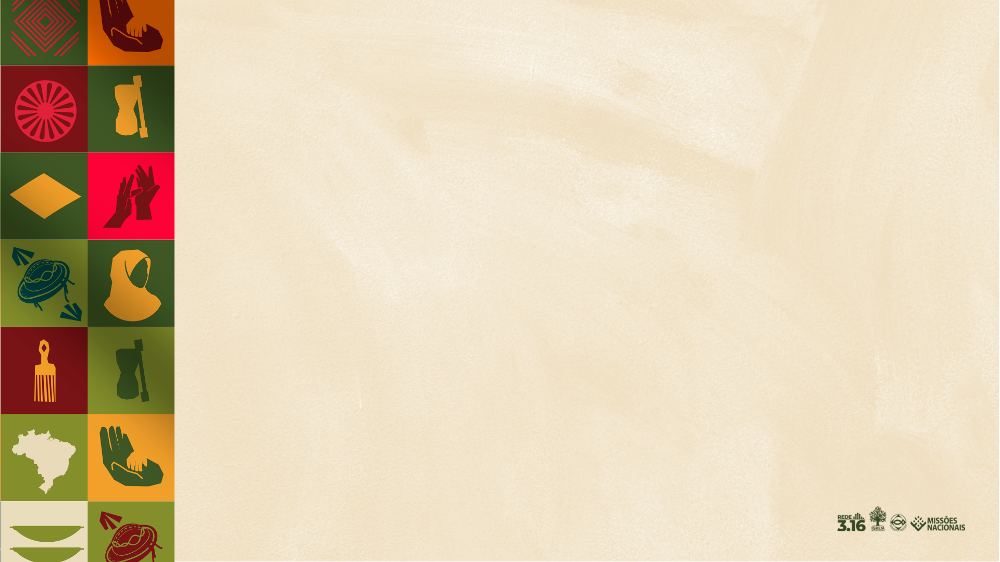 REDE
3.16
IGREJA
MISSÕES
NACIONAIS